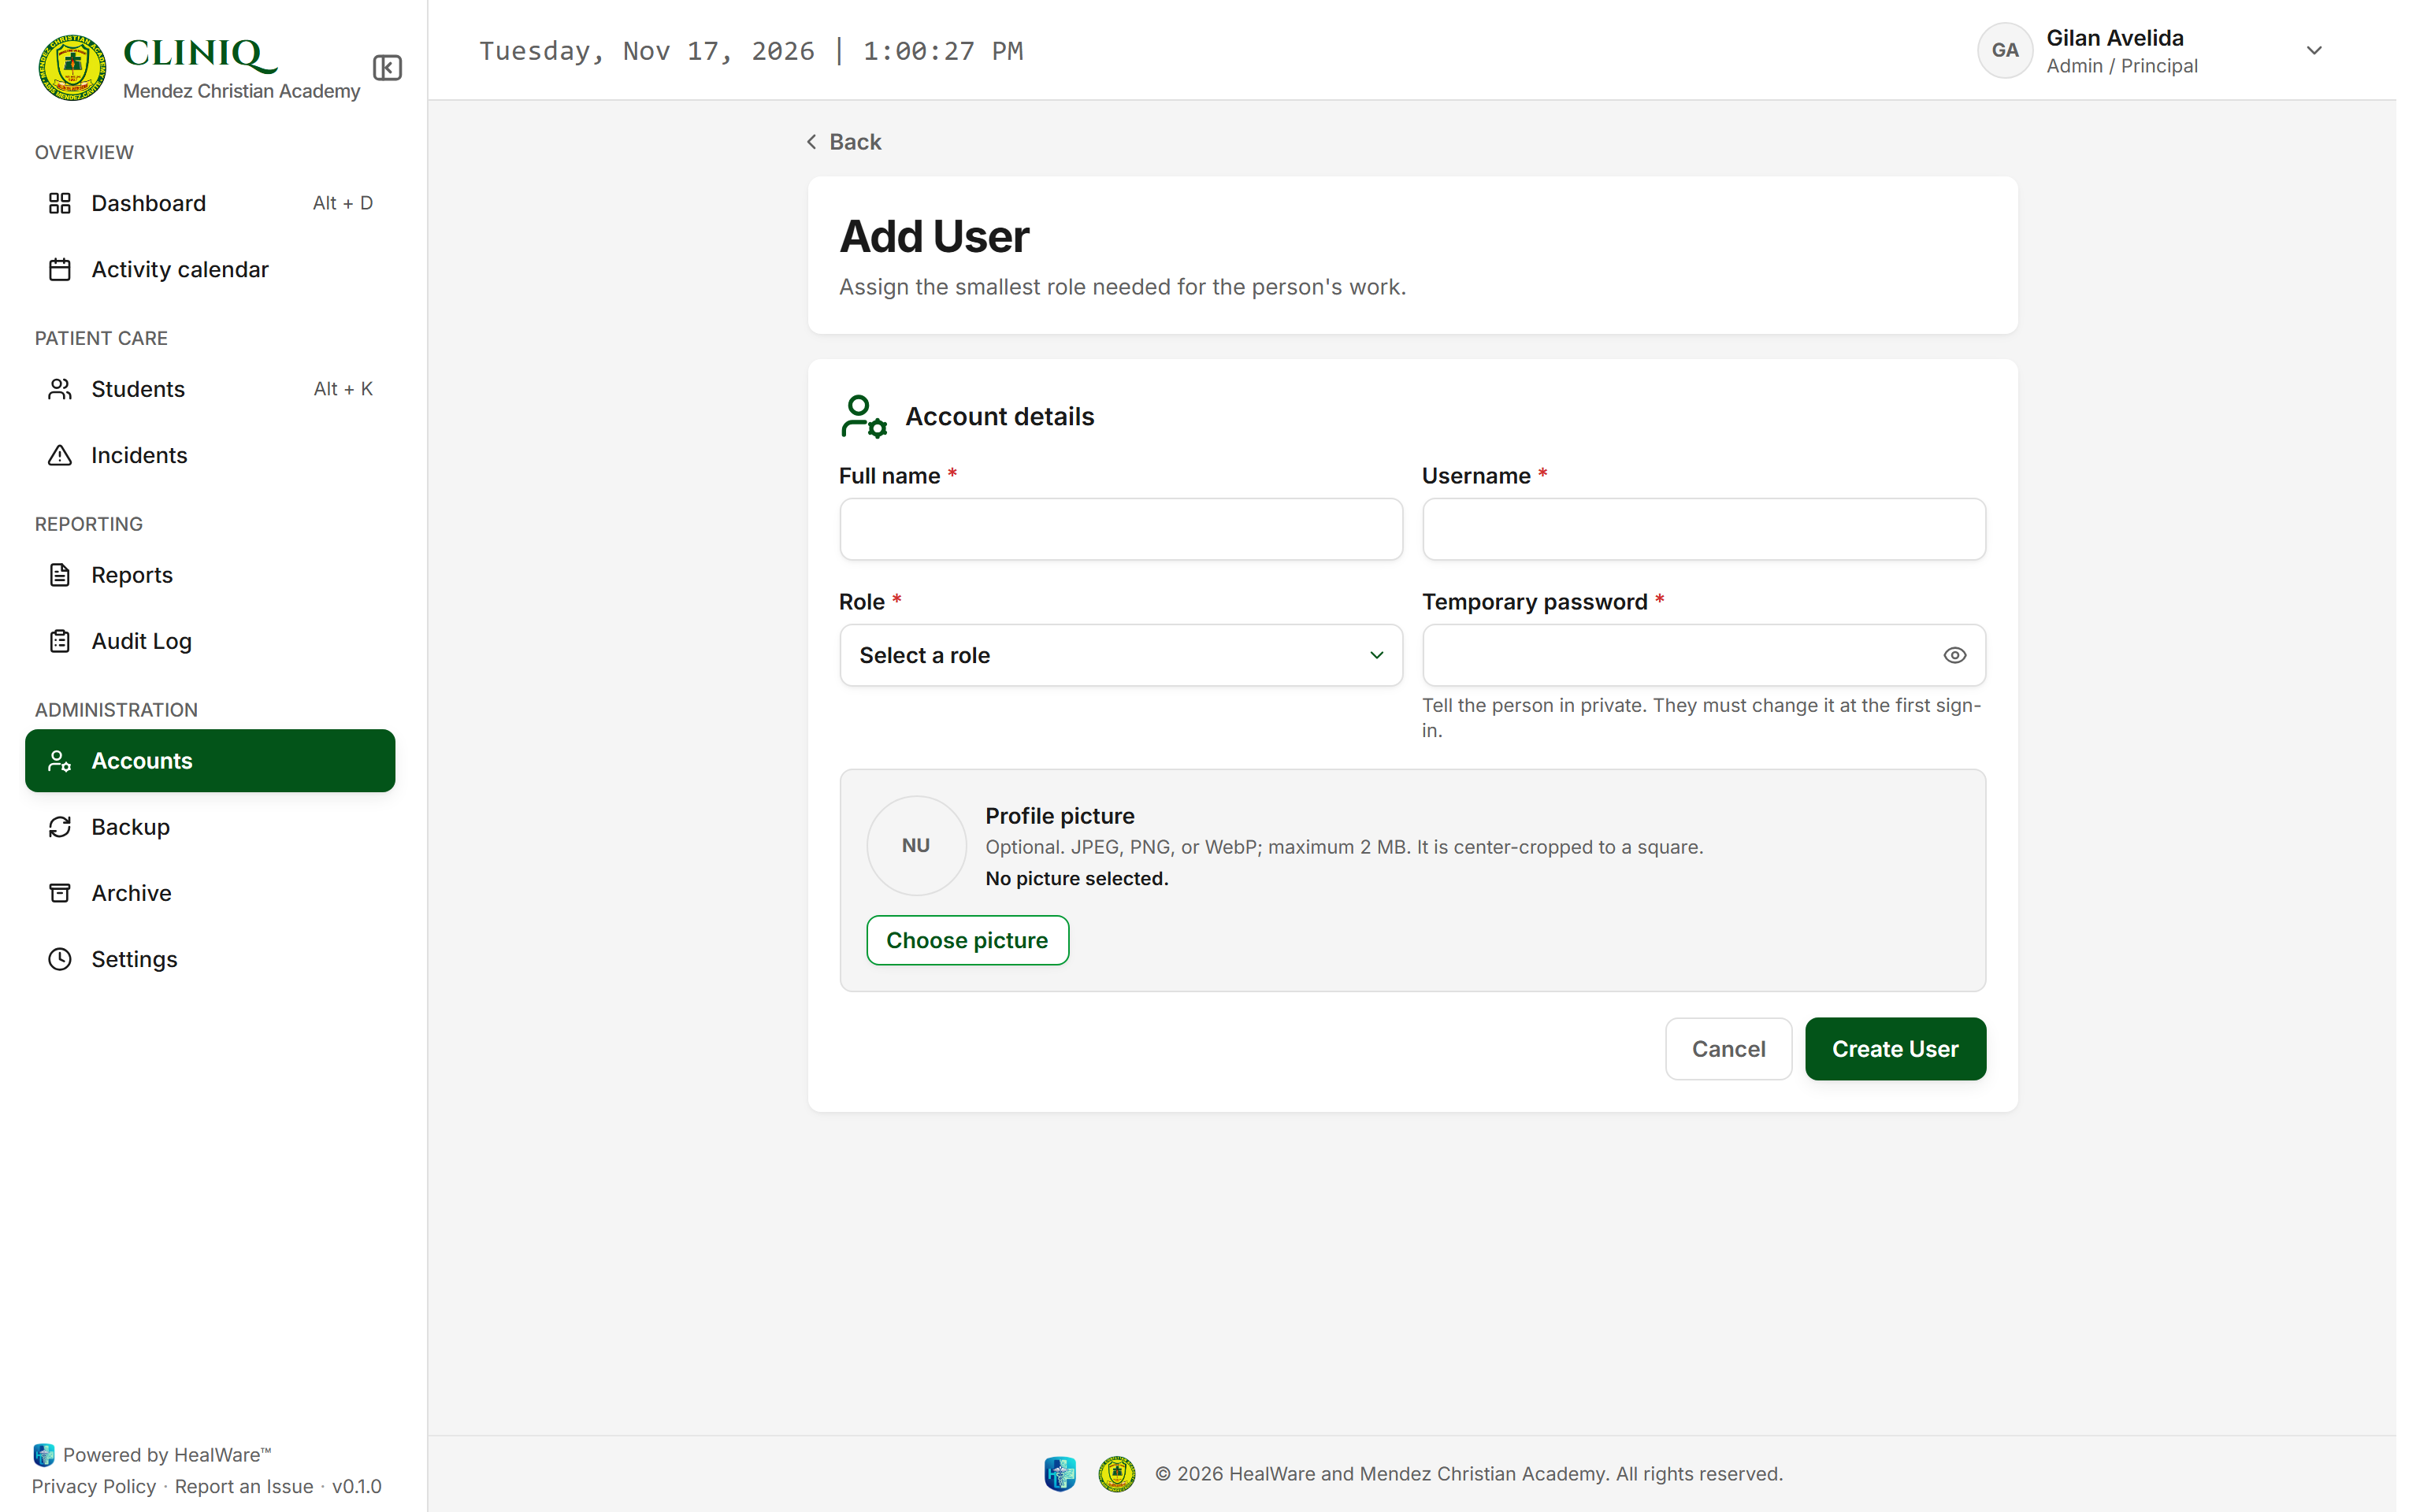 CLINIQ
Mendez Christian Academy
OVERVIEW
Dashboard Alt + D
Activity calendar
PATIENT CARE
Students Alt + K
Incidents
REPORTING
Reports
Audit Log
ADMINISTRATION
Accounts
Backup
Archive
Settings
Powered by HealWare™
Privacy Policy · Report an Issue · v0.1.0
Tuesday, Nov 17, 2026 | 1:00:27 PM
GA
Gilan Avelida
Admin / Principal
Back
Add User
Assign the smallest role needed for the person's work.
Account details
Full name *
Username *
Role *
Select a role
Temporary password *
Tell the person in private. They must change it at the first sign-
in.
NU
Profile picture
Optional. JPEG, PNG, or WebP; maximum 2 MB. It is center-cropped to a square.
No picture selected.
Choose picture
Cancel
Create User
© 2026 HealWare and Mendez Christian Academy. All rights reserved.